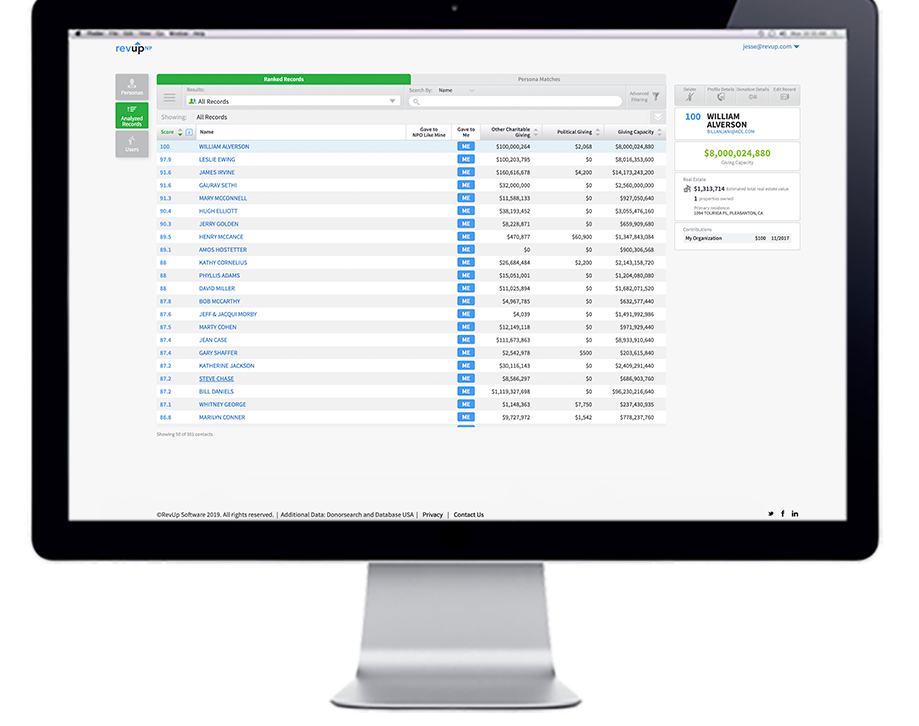 Finder File Edit View Go Window Help
revupNP
jesse@revup.com
Personas
Analyzed
Records
Users
Ranked Records
Persona Matches
Results:
All Records
Search By: Name
Advanced
Filtering
Showing: All Records
Score Name Gave to
NPO Like Mine Gave to
Me Other Charitable
Giving Political Giving Giving Capacity
100 WILLIAM ALVERSON ME $100,000,264 $2,068 $8,000,024,880
97.9 LESLIE EWING ME $100,203,795 $0 $8,016,353,600
91.6 JAMES IRVINE ME $160,616,678 $4,200 $14,173,243,200
91.6 GAURAV SETHI ME $32,000,000 $0 $2,560,000,000
91.3 MARY MCCONNELL ME $11,588,133 $0 $927,050,640
90.4 HUGH ELLIOTT ME $38,193,452 $0 $3,055,476,160
90.3 JERRY GOLDEN ME $8,228,871 $0 $659,909,680
89.5 HENRY MCCANCE ME $470,877 $60,900 $1,347,843,084
89.1 AMOS HOSTETTER ME $0 $0 $900,306,568
88 KATHY CORNELIUS ME $26,684,484 $2,200 $2,143,158,720
88 PHYLLIS ADAMS ME $15,051,001 $0 $1,204,080,080
88 DAVID MILLER ME $11,025,894 $0 $882,071,520
87.8 BOB MCCARTHY ME $4,967,785 $0 $632,577,440
87.6 JEFF & JACQUI MORBY ME $4,039 $0 $1,491,992,986
87.5 MARTY COHEN ME $12,149,118 $0 $971,929,440
87.4 JEAN CASE ME $111,673,863 $0 $8,933,910,640
87.4 GARY SHAFFER ME $2,542,978 $500 $203,615,840
87.2 KATHERINE JACKSON ME $30,116,143 $0 $2,409,291,440
87.2 STEVE CHASE ME $8,586,297 $0 $686,903,760
87.2 BILL DANIELS ME $1,119,327,698 $0 $96,230,216,640
87.1 WHITNEY GEORGE ME $1,148,363 $7,750 $237,430,935
86.8 MARILYN CONNER ME $9,727,972 $1,542 $778,237,760
Showing 50 of 381 contacts.
Delete Profile Details Donation Details Edit Record
100 WILLIAM
ALVERSON
BILLANJANI@AOL.COM
$8,000,024,880
Giving Capacity
Real Estate
$1,313,714 Estimated total real estate value
1 properties owned
Primary residence:
1094 TOURIGA PL, PLEASANTON, CA
Contributions
My Organization $100 11/2017
©RevUp Software 2019. All rights reserved. | Additional Data: Donorsearch and Database USA | Privacy | Contact Us